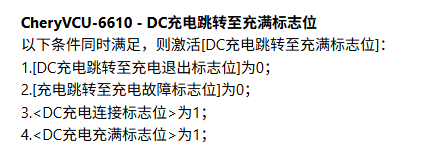 CheryVCU-6610 - DC充电跳转至充满标志位
以下条件同时满足，则激活[DC充电跳转至充满标志位]：
1.[DC充电跳转至充电退出标志位]为0；
2.[充电跳转至充电故障标志位]为0；
3.<DC充电连接标志位>为1；
4.<DC充电充满标志位>为1；